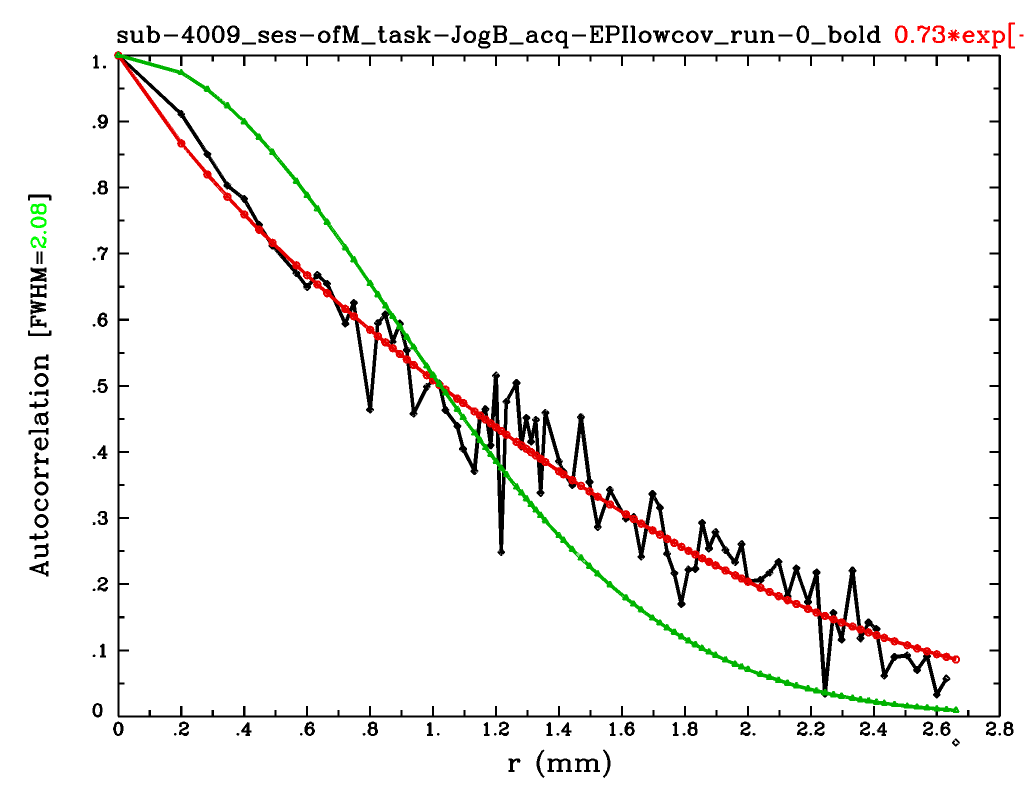 sub-4009_ses-ofM_task-JogB_acq-EPIlowcov_run-0_bold 0.73*exp[-
1.
.9
.8
.7
.6
.5
.4
.3
.2
.1
0
Autocorrelation [FWHM=2.08]
0 .2 .4 .6 .8 1. 1.2 1.4 1.6 1.8 2. 2.2 2.4 2.6 2.8
r (mm)